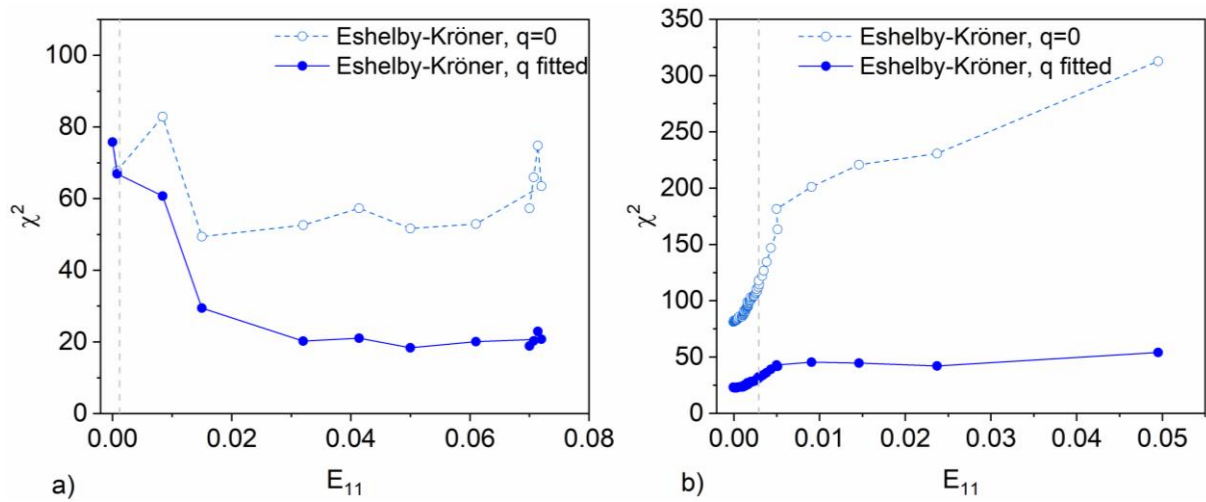 Eshelby-Kröner, q=0
Eshelby-Kröner, q fitted
100
80
60
40
20
0
χ²
0.00 0.02 0.04 0.06 0.08
E₁₁
a)
Eshelby-Kröner, q=0
Eshelby-Kröner, q fitted
350
300
250
200
150
100
50
0
χ²
0.00 0.01 0.02 0.03 0.04 0.05
E₁₁
b)